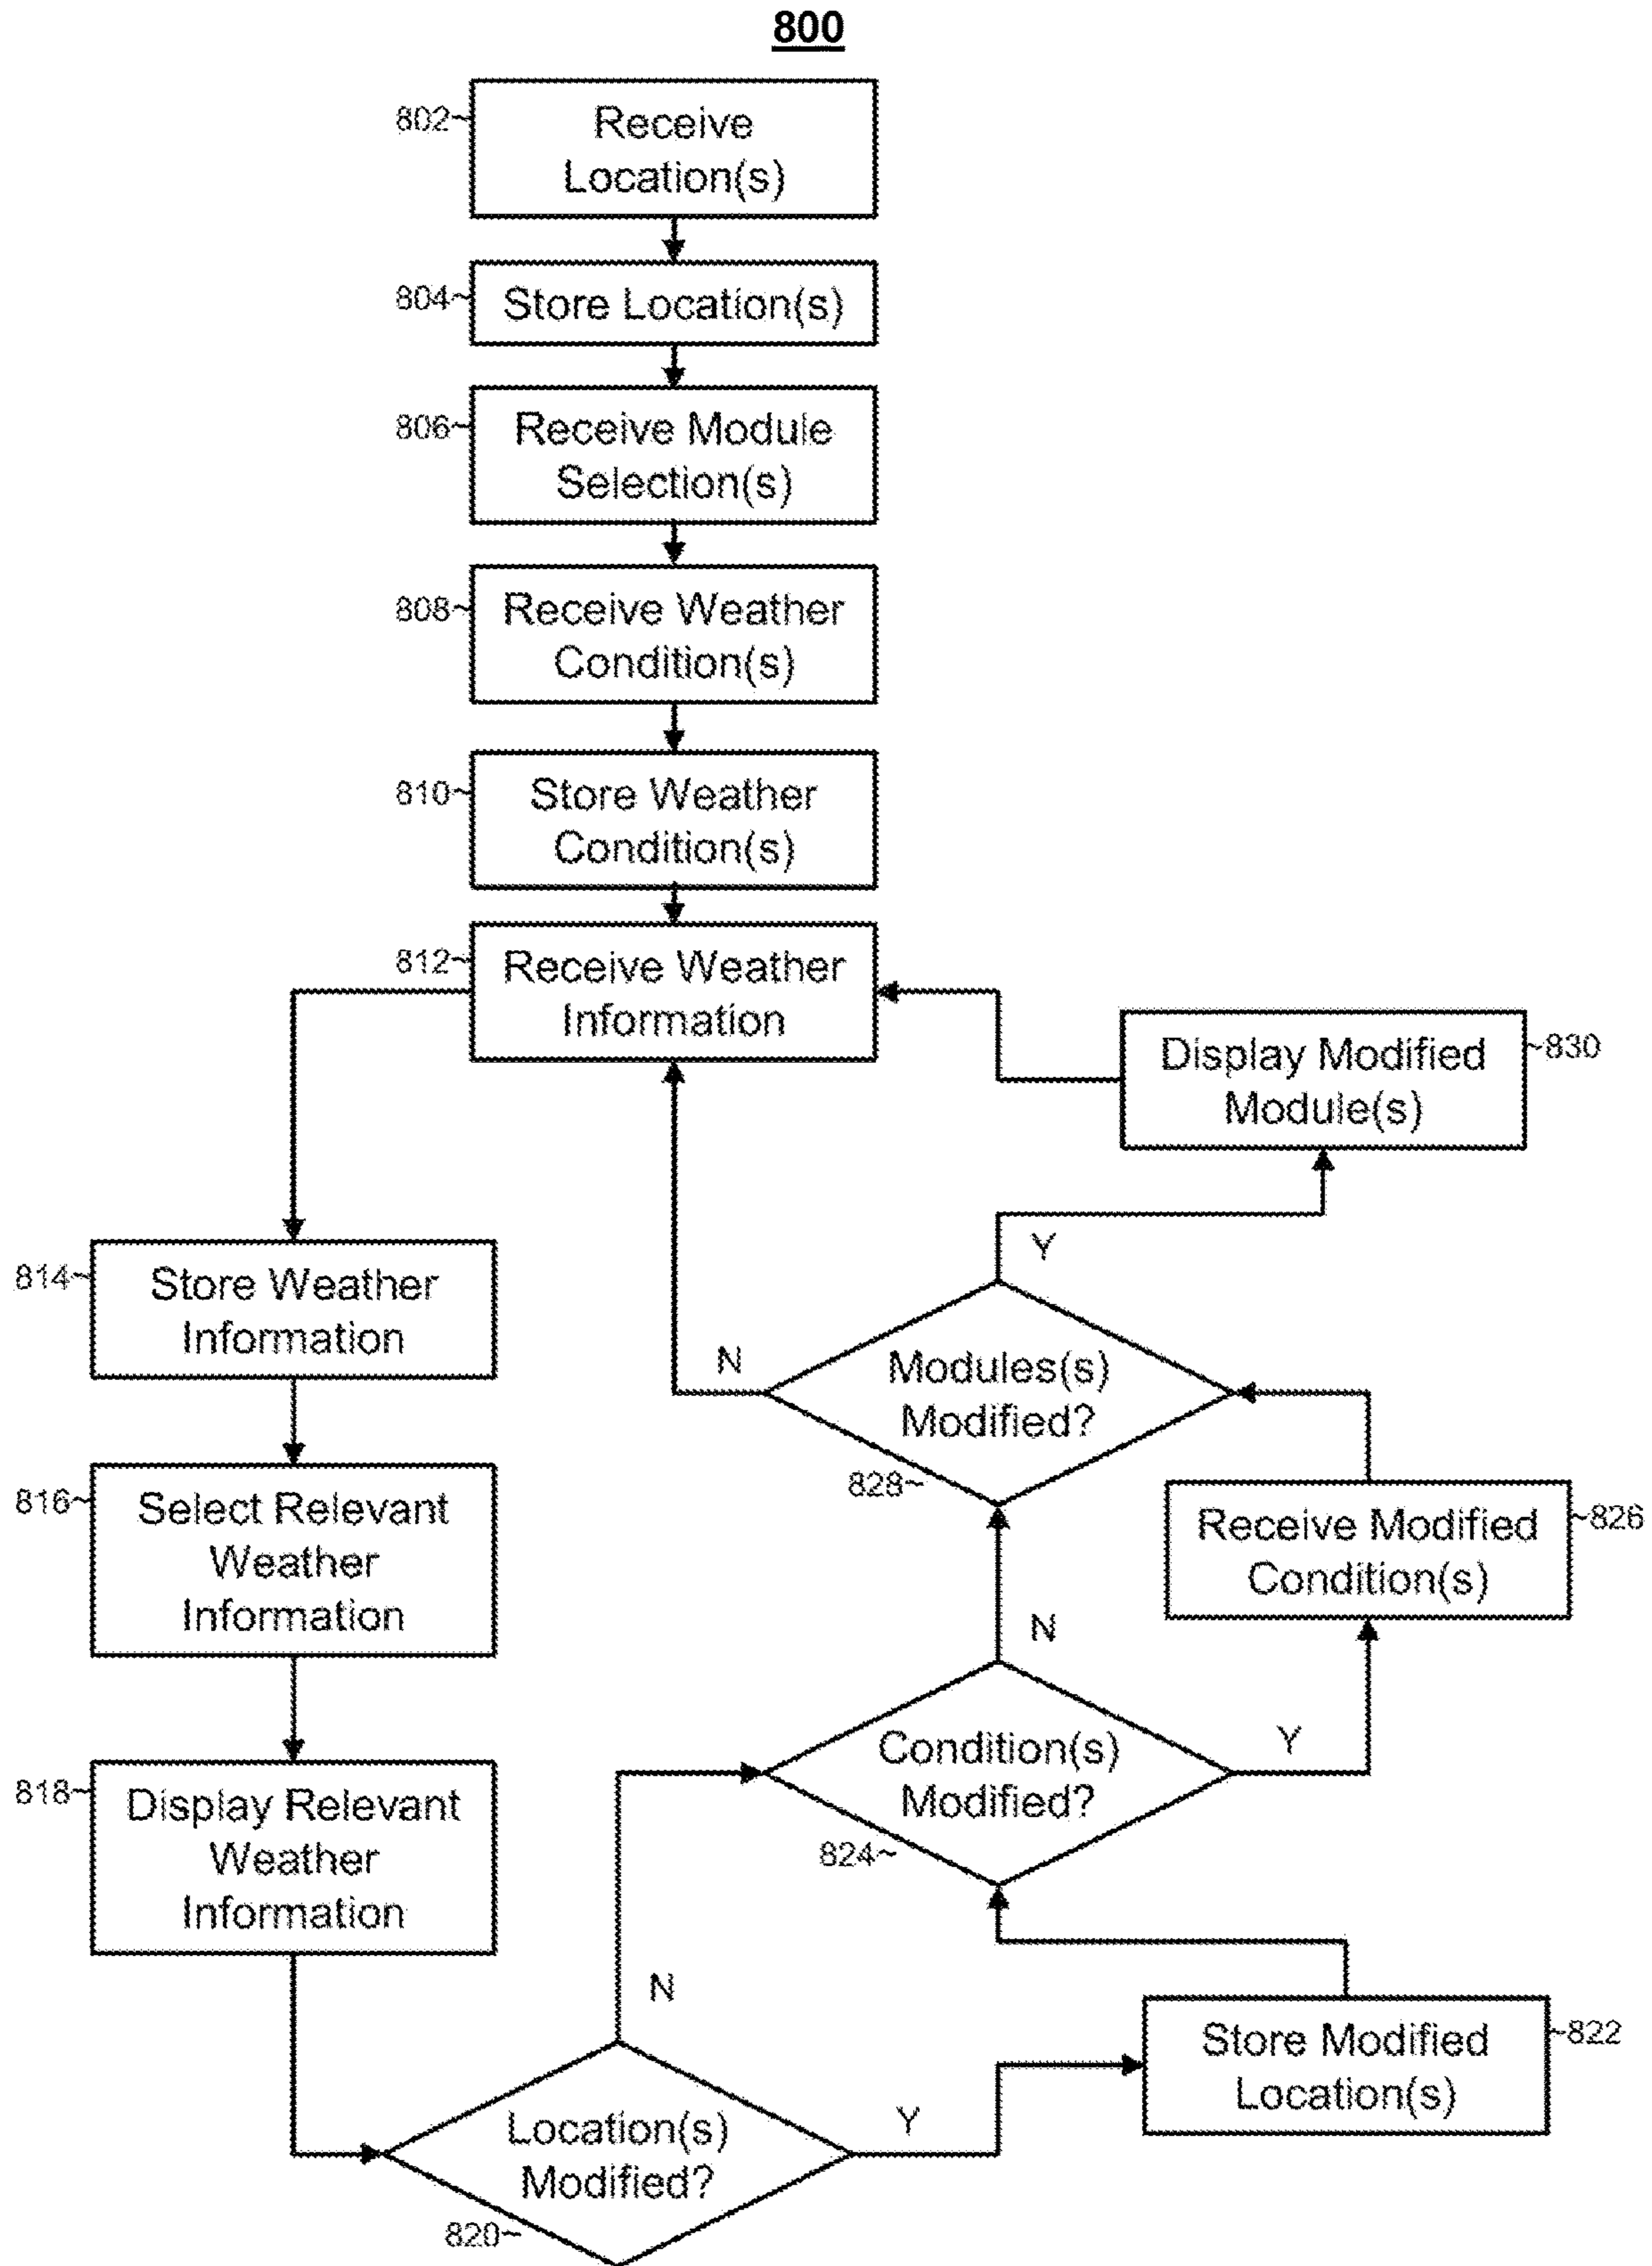 800
802~
Receive
Location(s)
804~
Store Location(s)
806~
Receive Module
Selection(s)
808~
Receive Weather
Condition(s)
810~
Store Weather
Condition(s)
812~
Receive Weather
Information
Display Modified
Module(s)
~830
814~
Store Weather
Information
Y
N
Modules(s)
Modified?
828~
816~
Select Relevant
Weather
Information
Receive Modified
Condition(s)
~826
N
818~
Display Relevant
Weather
Information
Condition(s)
Modified?
824~
Y
N
Store Modified
Location(s)
~822
Location(s)
Modified?
820~
Y